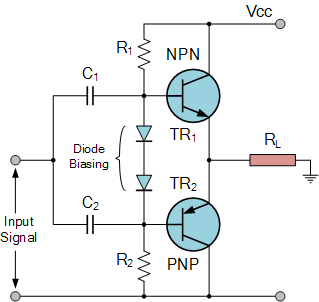 Vcc
R1
NPN
C1
TR1
Diode
Biasing
RL
TR2
C2
Input
Signal
R2
PNP